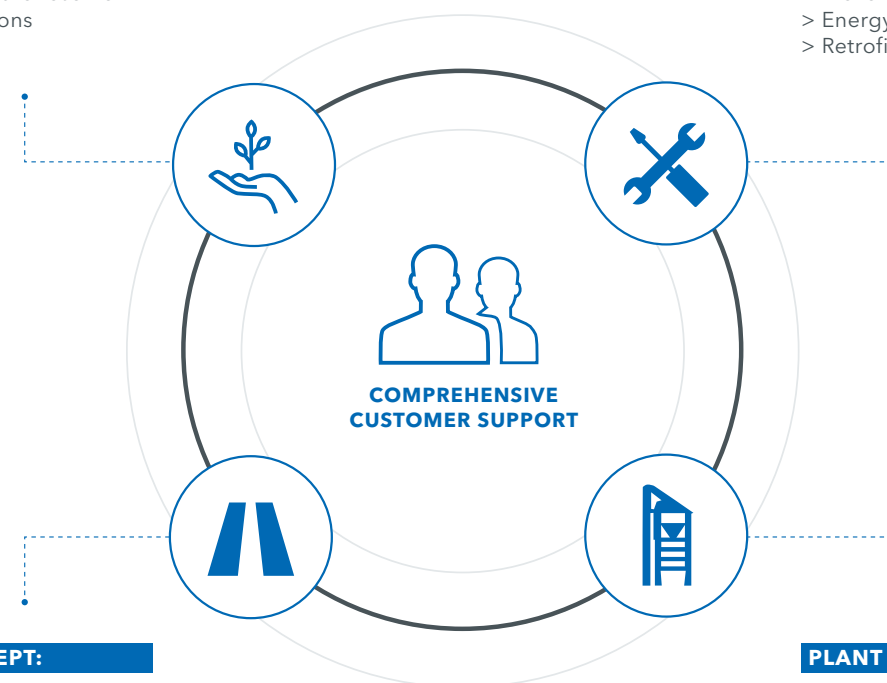 ons
> Energy
> Retrofi
COMPREHENSIVE
CUSTOMER SUPPORT
EPT:
PLANT